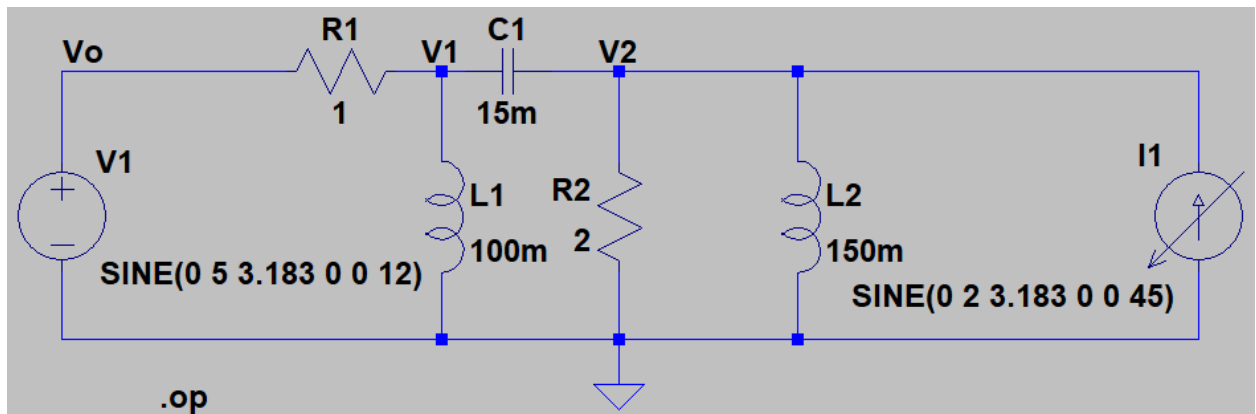 Vo
R1
1
V1
C1
15m
V2
V1
SINE(0 5 3.183 0 0 12)
L1
100m
R2
2
L2
150m
I1
SINE(0 2 3.183 0 0 45)
.op